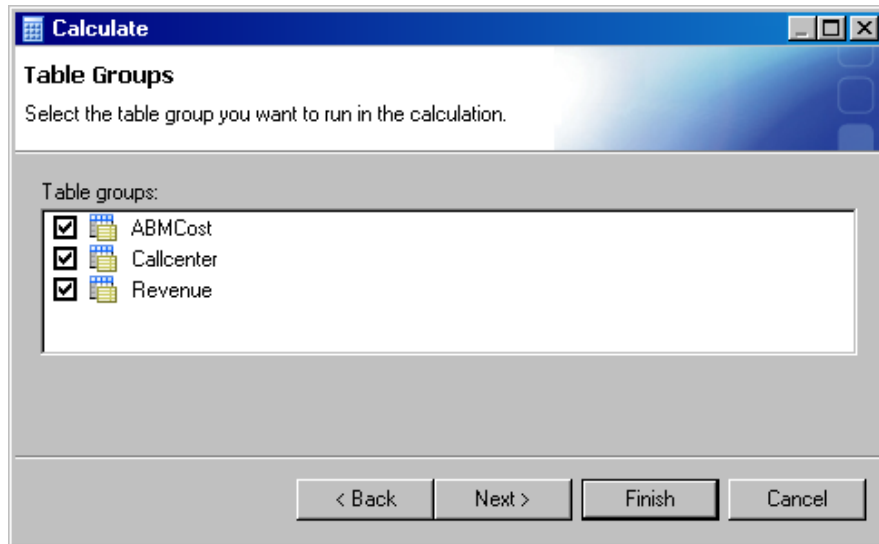 Calculate
Table Groups
Select the table group you want to run in the calculation.
Table groups:
ABMCost
Callcenter
Revenue
< Back Next > Finish Cancel